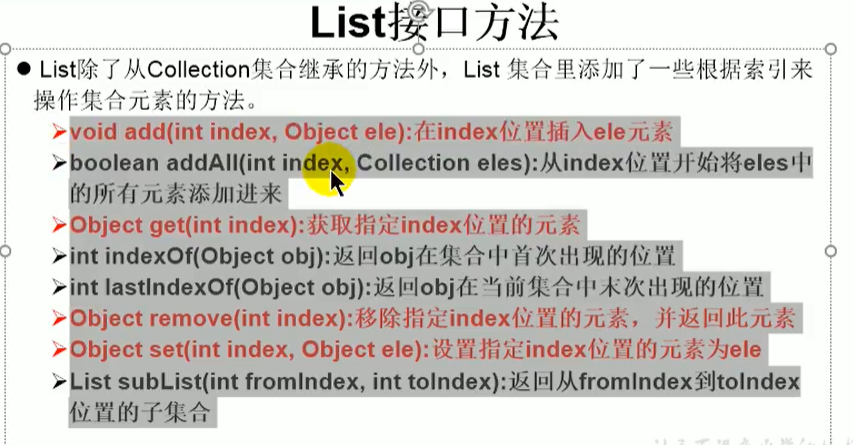 List接口方法
List除了从Collection集合继承的方法外，List 集合里添加了一些根据索引来
操作集合元素的方法。
void add(int index, Object ele):在index位置插入ele元素
boolean addAll(int index, Collection eles):从index位置开始将eles中
的所有元素添加进来
Object get(int index):获取指定index位置的元素
int indexOf(Object obj):返回obj在集合中首次出现的位置
int lastIndexOf(Object obj):返回obj在当前集合中末次出现的位置
Object remove(int index):移除指定index位置的元素，并返回此元素
Object set(int index, Object ele):设置指定index位置的元素为ele
List subList(int fromIndex, int toIndex):返回从fromIndex到toIndex
位置的子集合